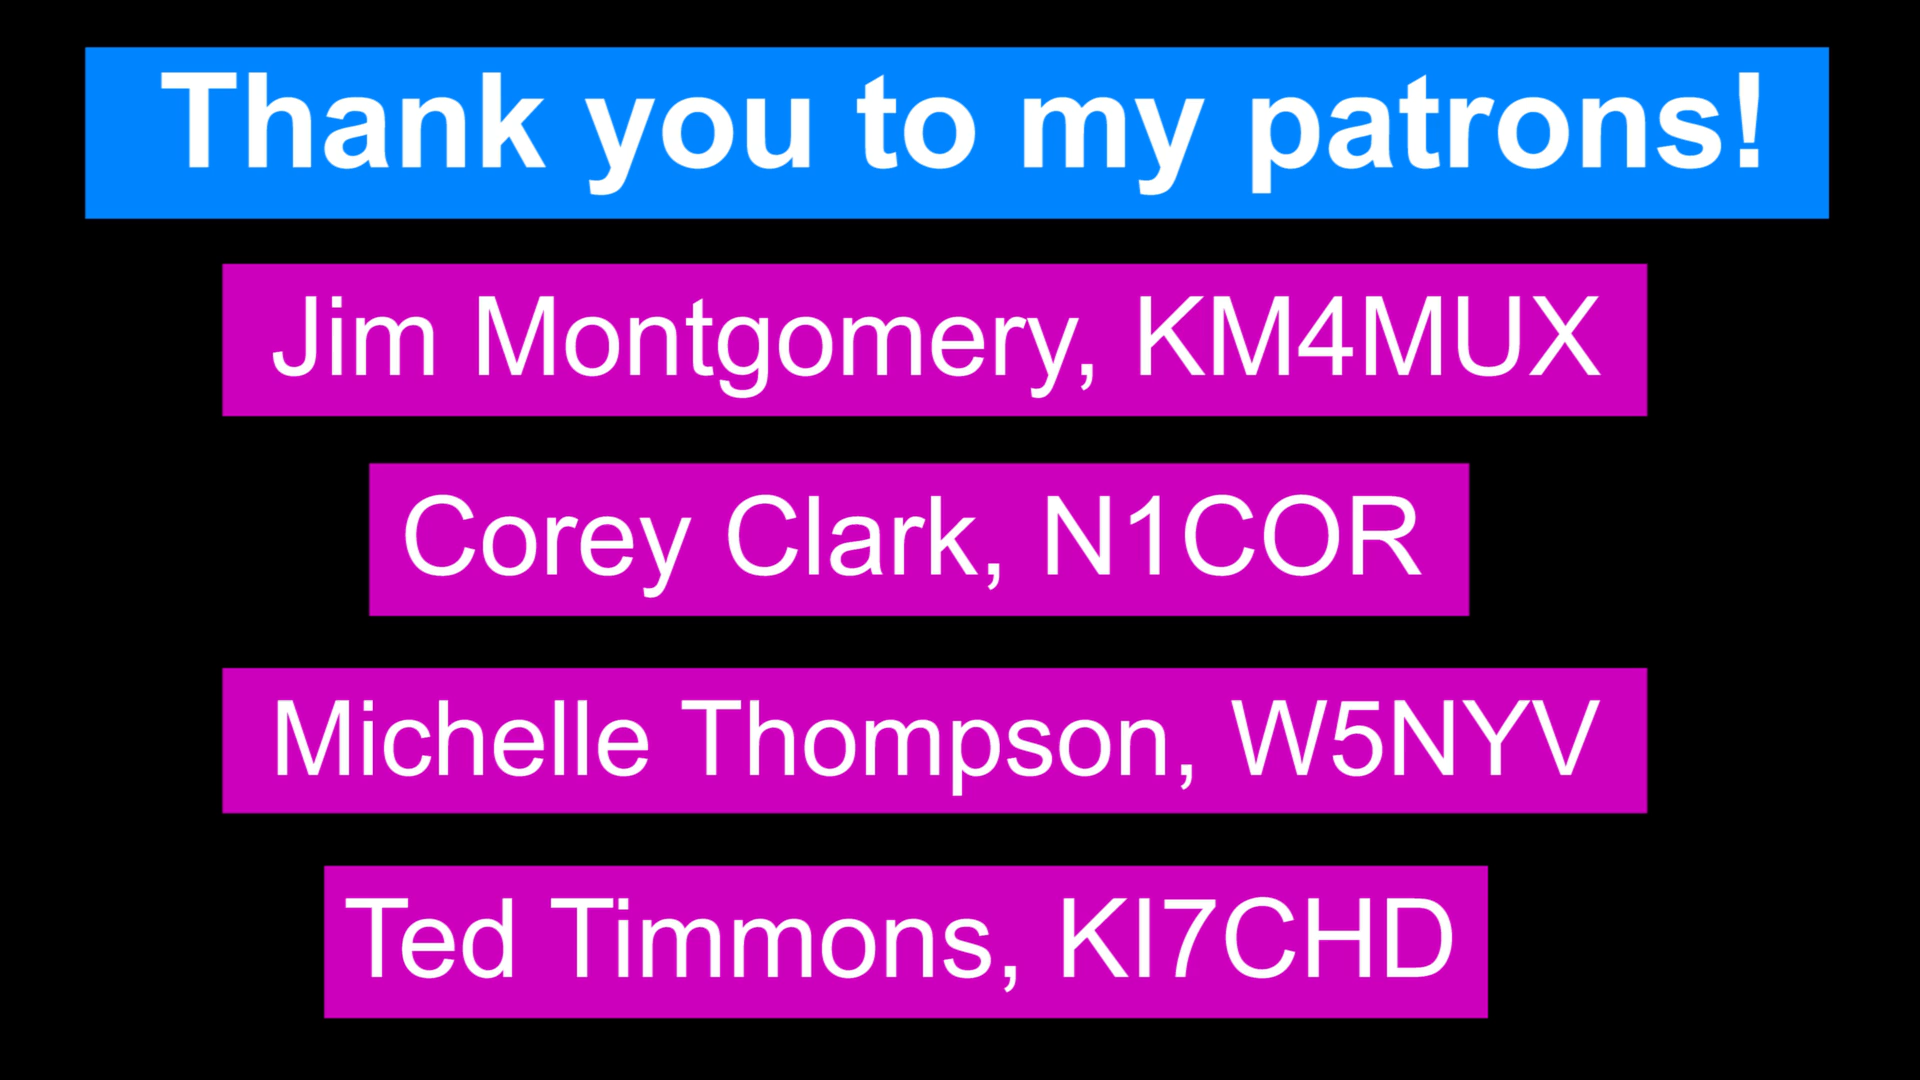 Thank you to my patrons!
Jim Montgomery, KM4MUX
Corey Clark, N1COR
Michelle Thompson, W5NYV
Ted Timmons, KI7CHD